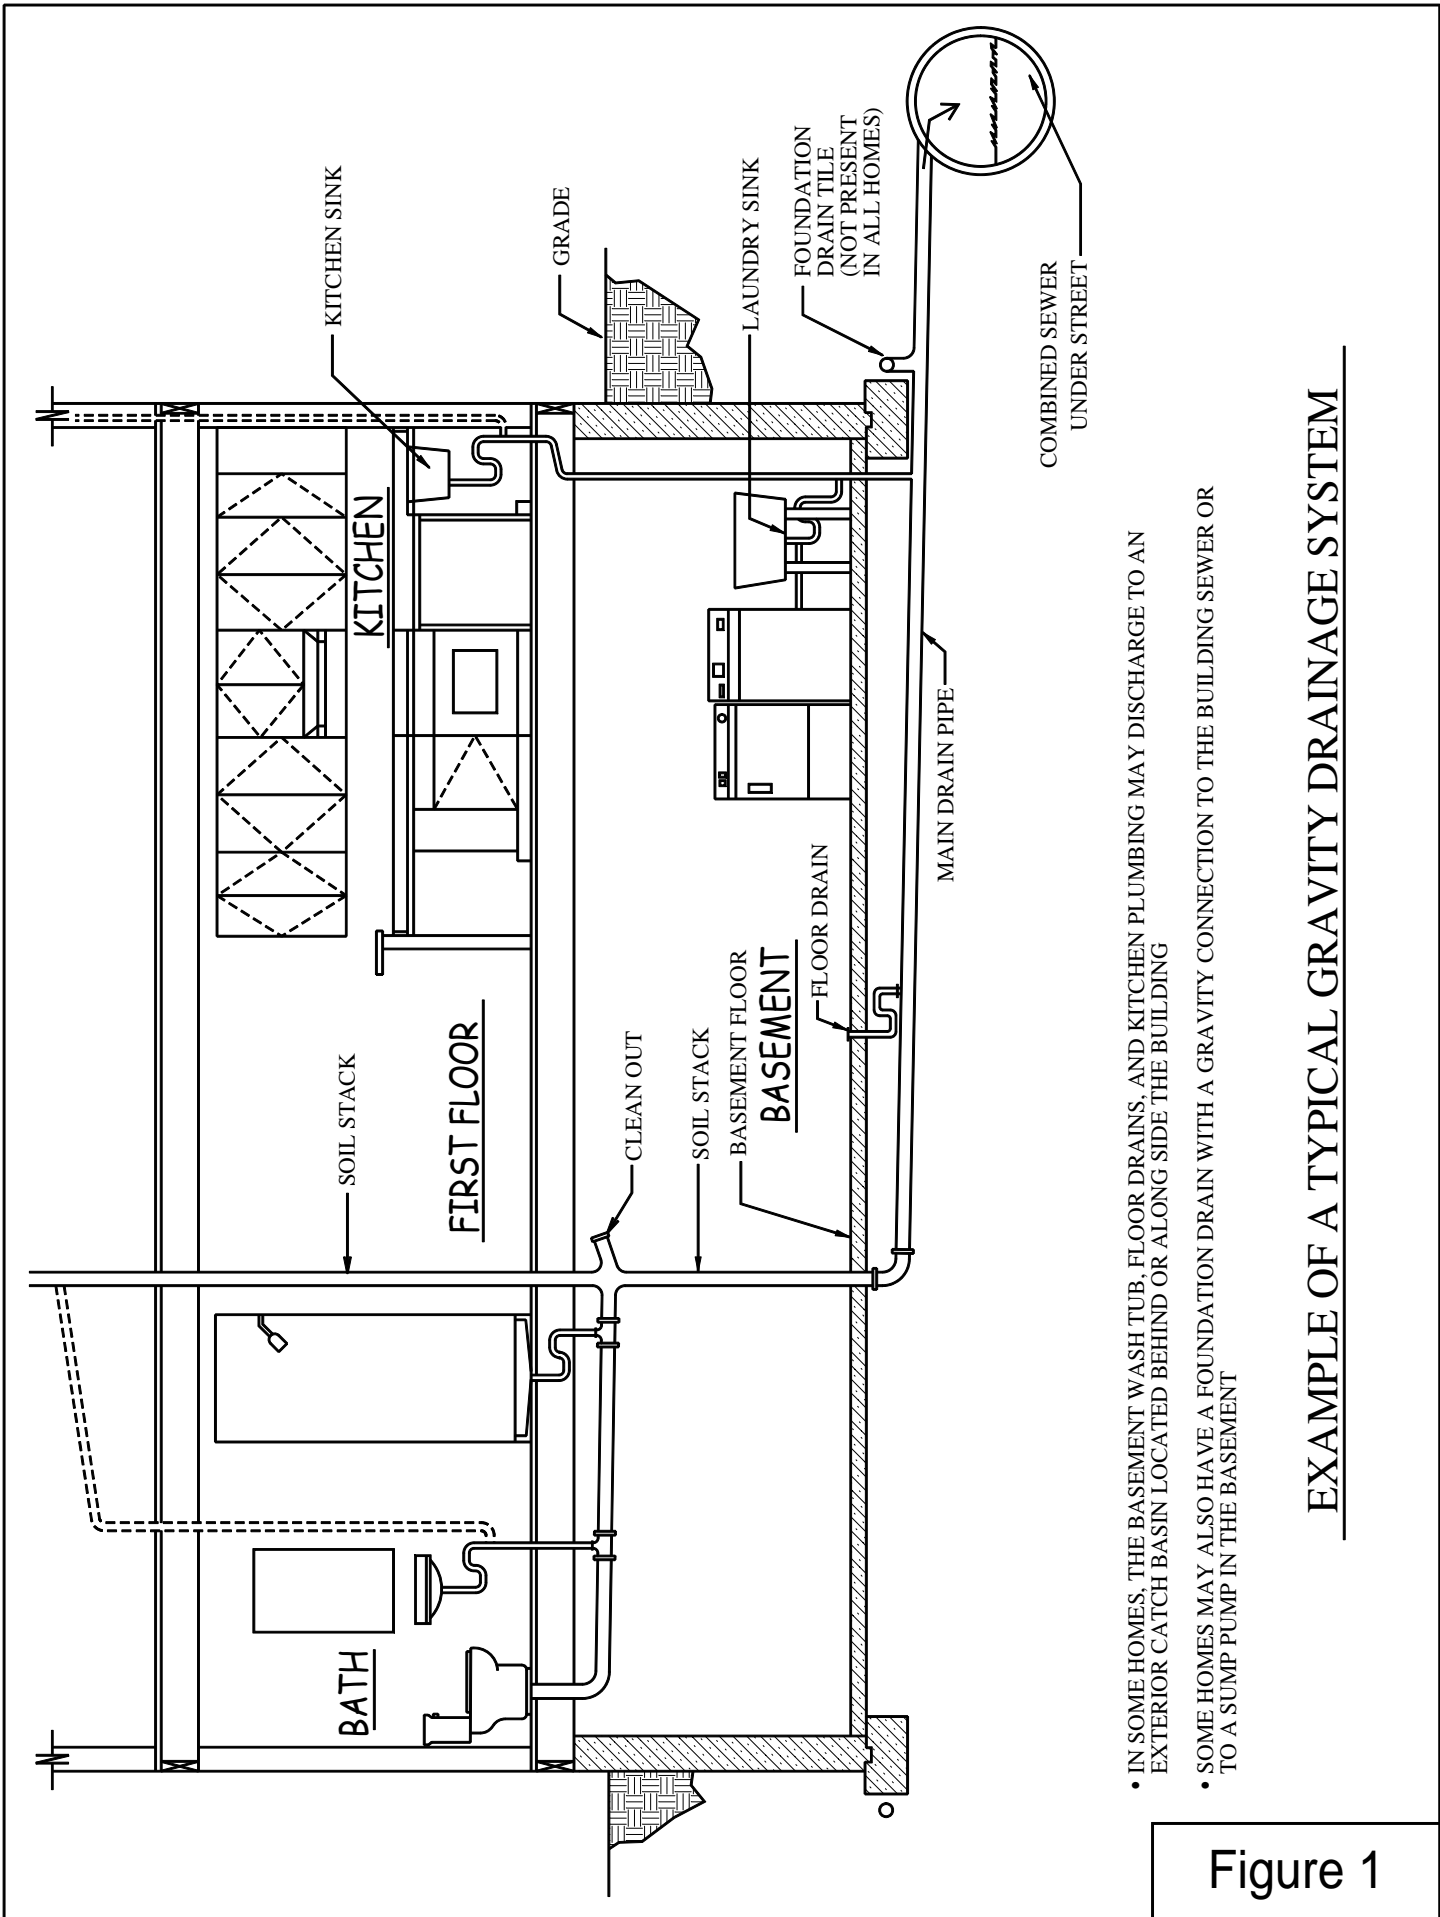 BATH
SOIL STACK
FIRST FLOOR
KITCHEN
KITCHEN SINK
GRADE
CLEAN OUT
SOIL STACK
BASEMENT FLOOR
BASEMENT
FLOOR DRAIN
LAUNDRY SINK
FOUNDATION
DRAIN TILE
(NOT PRESENT
IN ALL HOMES)
MAIN DRAIN PIPE
COMBINED SEWER
UNDER STREET
• IN SOME HOMES, THE BASEMENT WASH TUB, FLOOR DRAINS, AND KITCHEN PLUMBING MAY DISCHARGE TO AN
EXTERIOR CATCH BASIN LOCATED BEHIND OR ALONG SIDE THE BUILDING
• SOME HOMES MAY ALSO HAVE A FOUNDATION DRAIN WITH A GRAVITY CONNECTION TO THE BUILDING SEWER OR
TO A SUMP PUMP IN THE BASEMENT
EXAMPLE OF A TYPICAL GRAVITY DRAINAGE SYSTEM
Figure 1